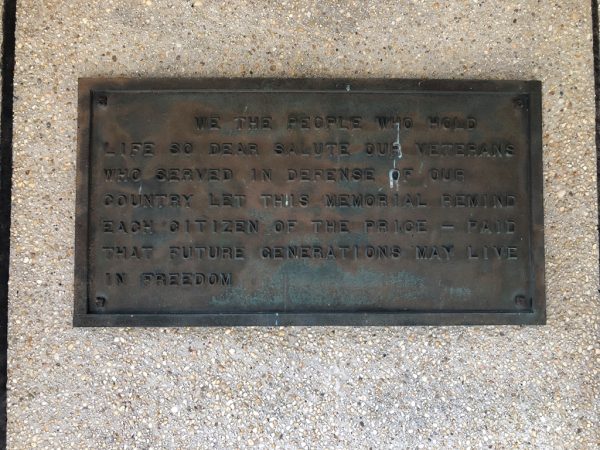 WE THE PEOPLE WHO HOLD
LIFE SO DEAR SALUTE OUR VETERANS
WHO SERVED IN DEFENSE OF OUR
COUNTRY LET THIS MEMORIAL REMIND
EACH CITIZEN OF THE PRICE — PAID
THAT FUTURE GENERATIONS MAY LIVE
IN FREEDOM